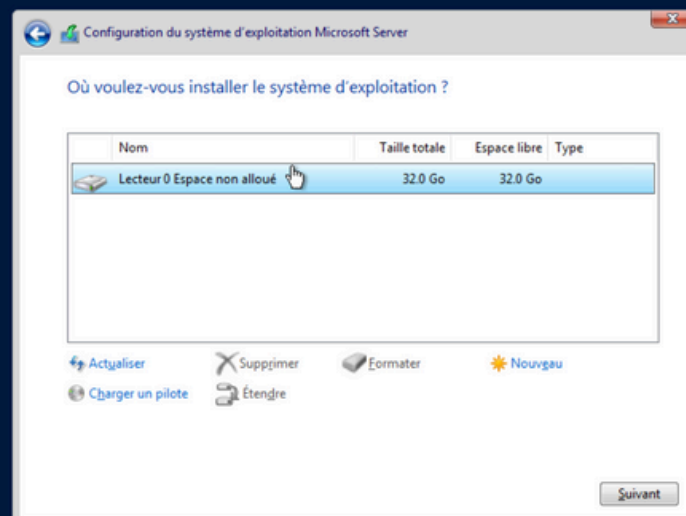 Configuration du système d'exploitation Microsoft Server
Où voulez-vous installer le système d'exploitation ?
Nom Taille totale Espace libre Type
Lecteur 0 Espace non alloué 32.0 Go 32.0 Go
Actualiser Supprimer Formater Nouveau
Charger un pilote Étendre
Suivant